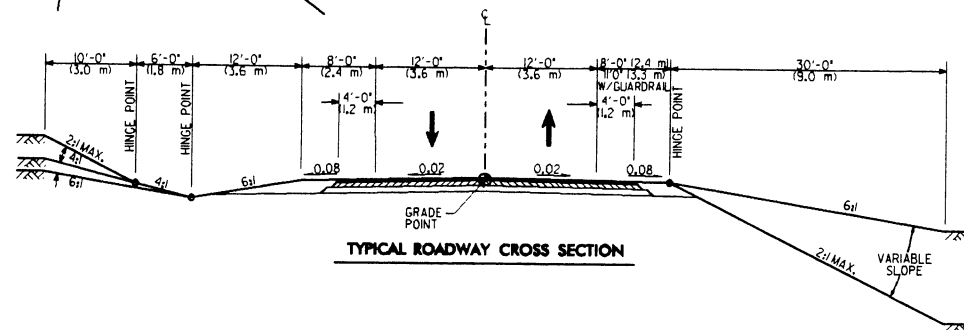 ℄
10'-0" 6'-0" 12'-0" 8'-0" 12'-0" 12'-0" 8'-0" (2.4 m) 30'-0"
(3.0 m) (1.8 m) (3.6 m) (2.4 m) (3.6 m) (3.6 m) 11'0" (3.3 m) (9.0 m)
W/GUARDRAIL
4'-0" 4'-0"
(1.2 m) (1.2 m)
HINGE POINT
HINGE POINT
HINGE POINT
2:1 MAX.
4:1
6:1
4:1
6:1
0.08 0.02 0.02 0.08
6:1
GRADE
POINT
2:1 MAX.
VARIABLE
SLOPE
TYPICAL ROADWAY CROSS SECTION